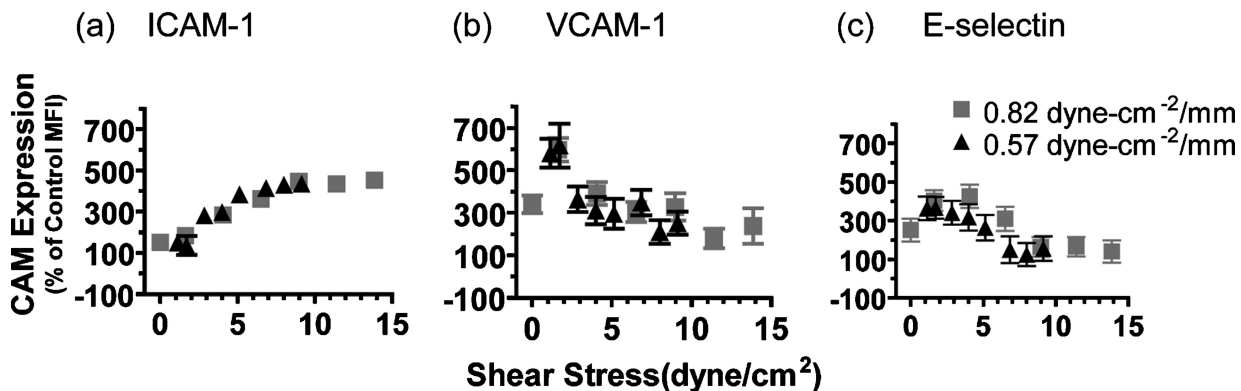 (a) ICAM-1
(b) VCAM-1
(c) E-selectin
CAM Expression
(% of Control MFI)
700
500
300
100
-100
0 5 10 15
700
500
300
100
-100
0 5 10 15
0.82 dyne-cm⁻²/mm
0.57 dyne-cm⁻²/mm
700
500
300
100
-100
0 5 10 15
Shear Stress(dyne/cm²)